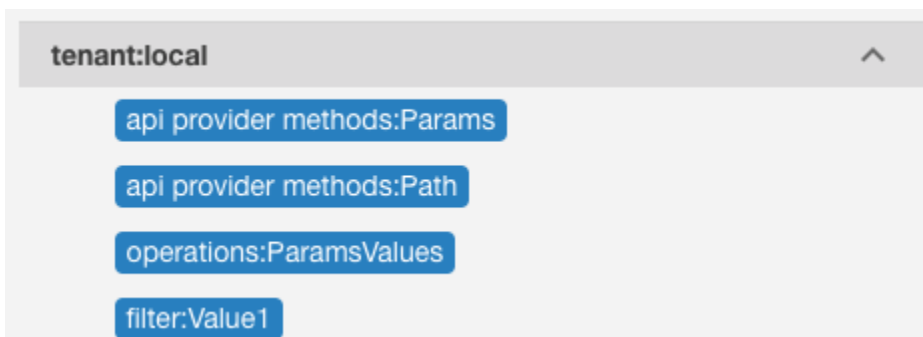 tenant:local
api provider methods:Params
api provider methods:Path
operations:ParamsValues
filter:Value1